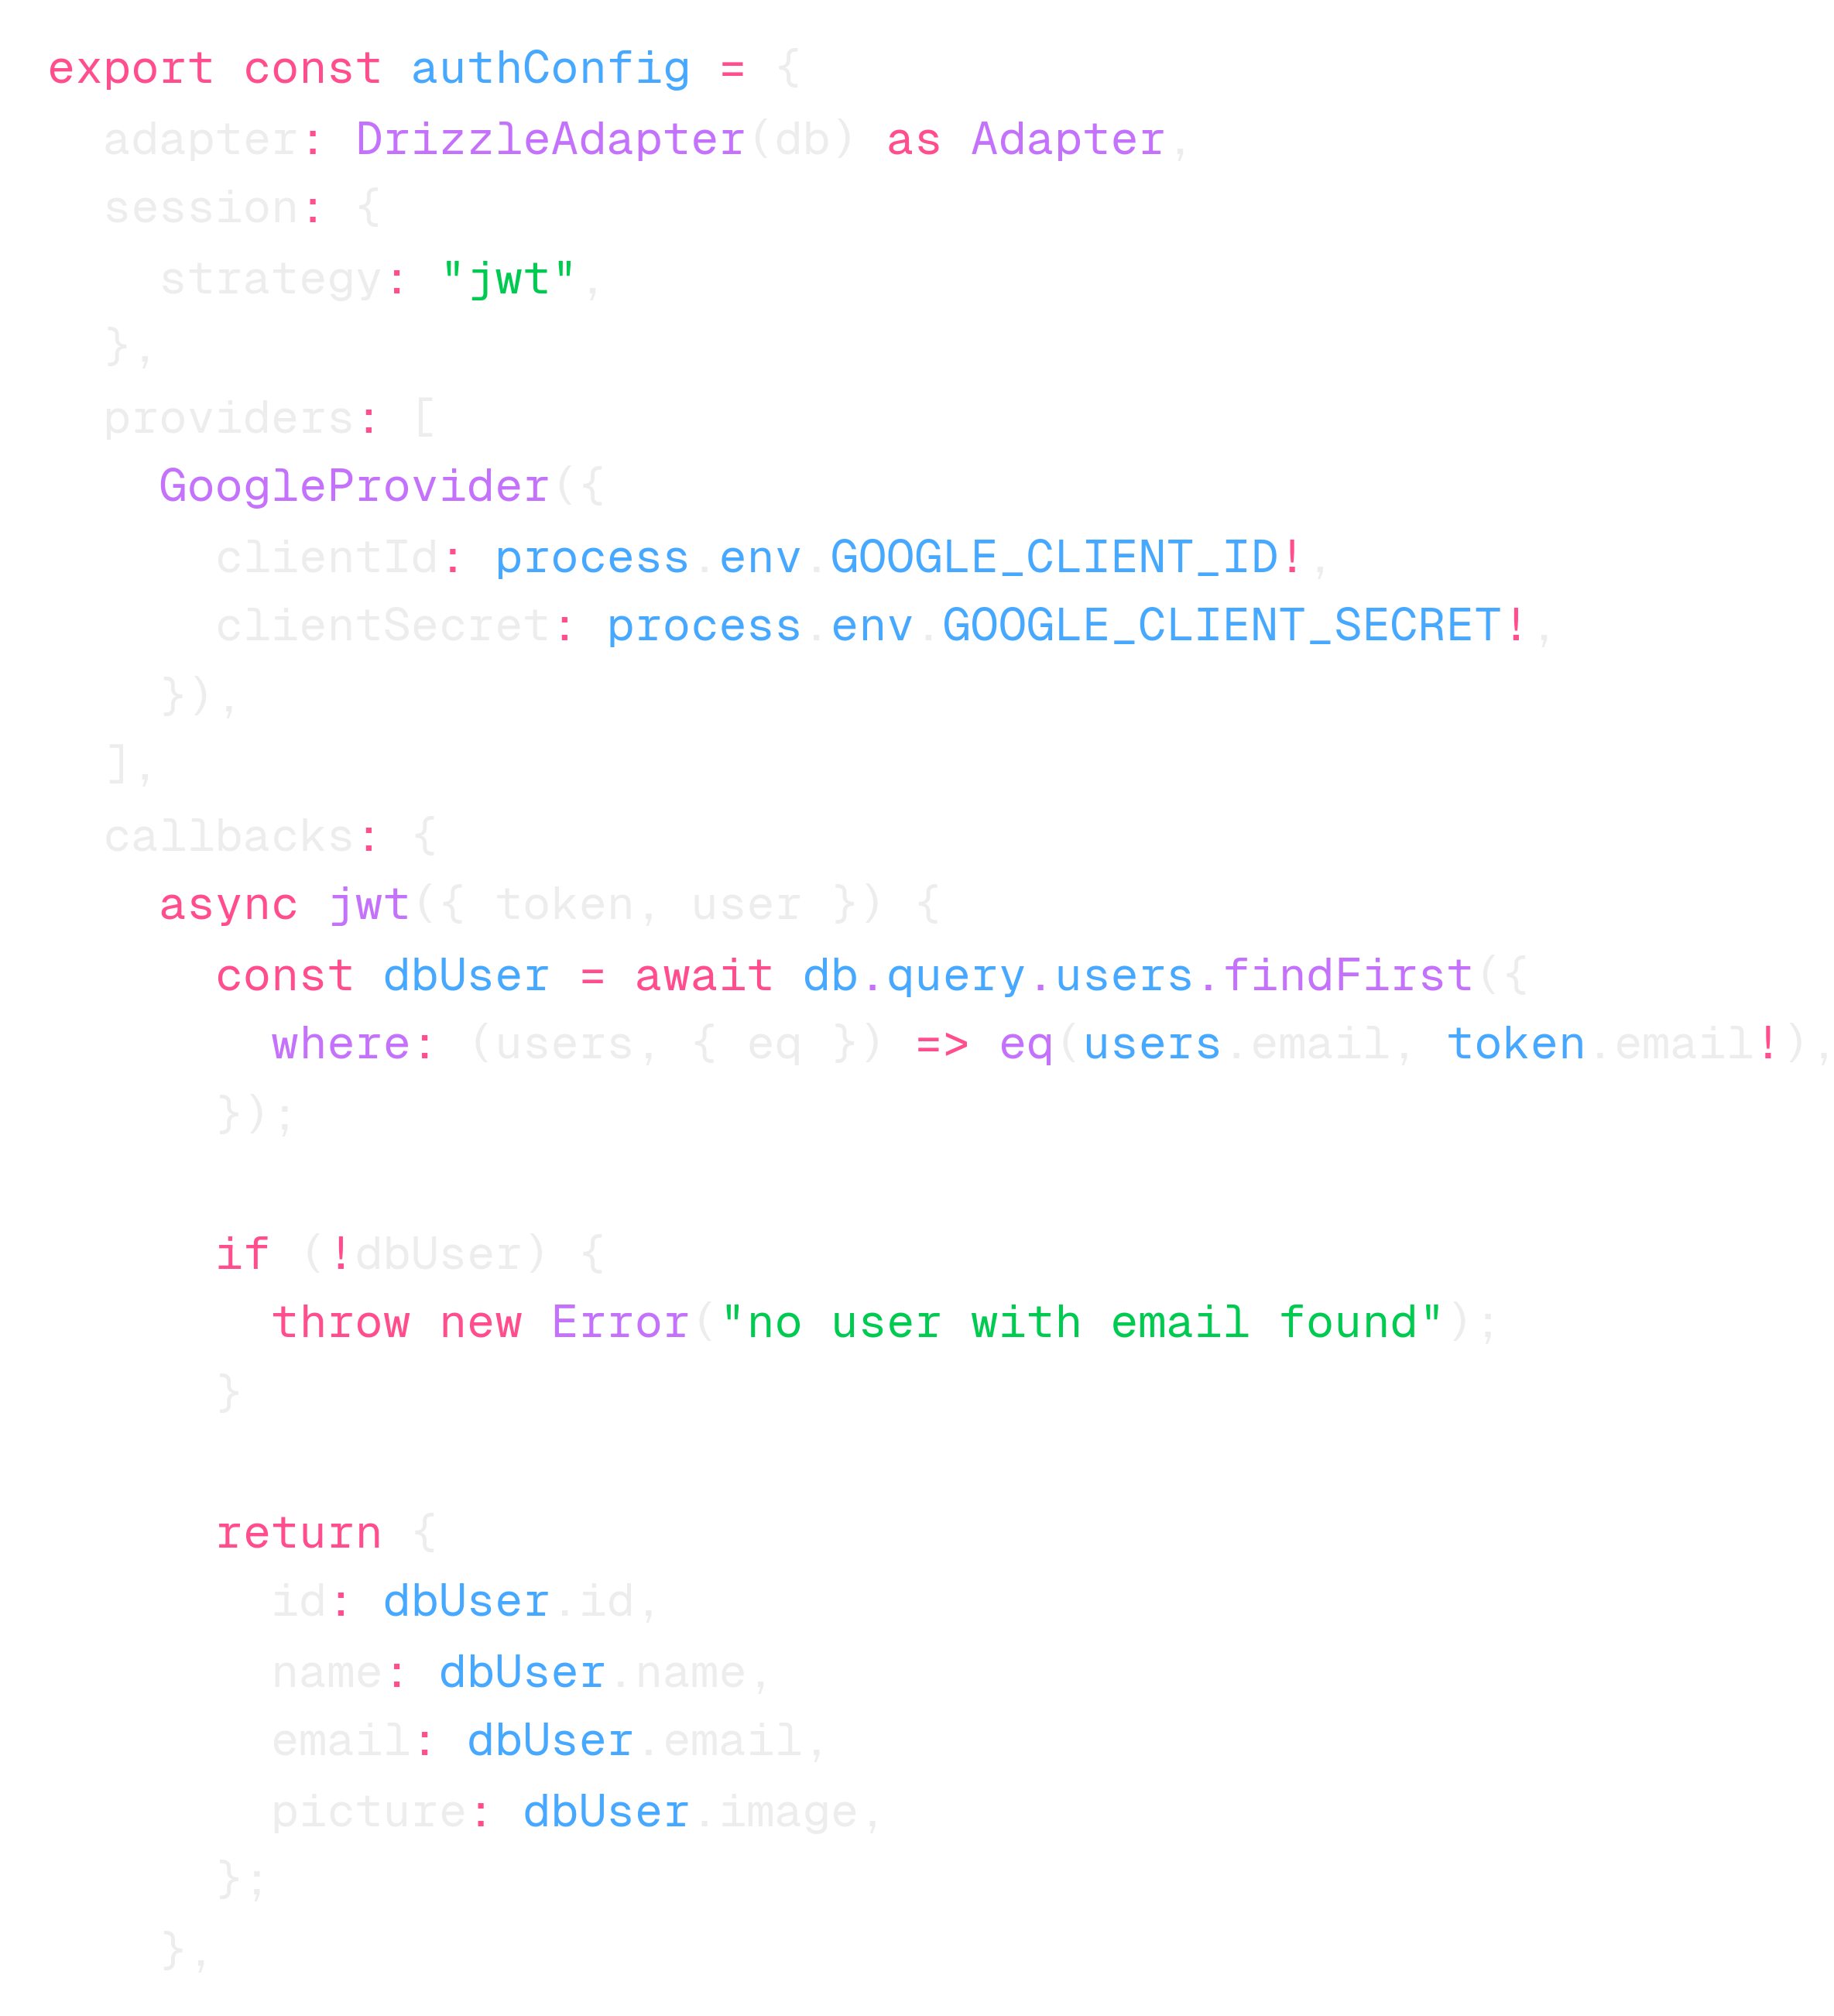 export const authConfig = {
  adapter: DrizzleAdapter(db) as Adapter,
  session: {
    strategy: "jwt",
  },
  providers: [
    GoogleProvider({
      clientId: process.env.GOOGLE_CLIENT_ID!,
      clientSecret: process.env.GOOGLE_CLIENT_SECRET!,
    }),
  ],
  callbacks: {
    async jwt({ token, user }) {
      const dbUser = await db.query.users.findFirst({
        where: (users, { eq }) => eq(users.email, token.email!),
      });

      if (!dbUser) {
        throw new Error("no user with email found");
      }

      return {
        id: dbUser.id,
        name: dbUser.name,
        email: dbUser.email,
        picture: dbUser.image,
      };
    },